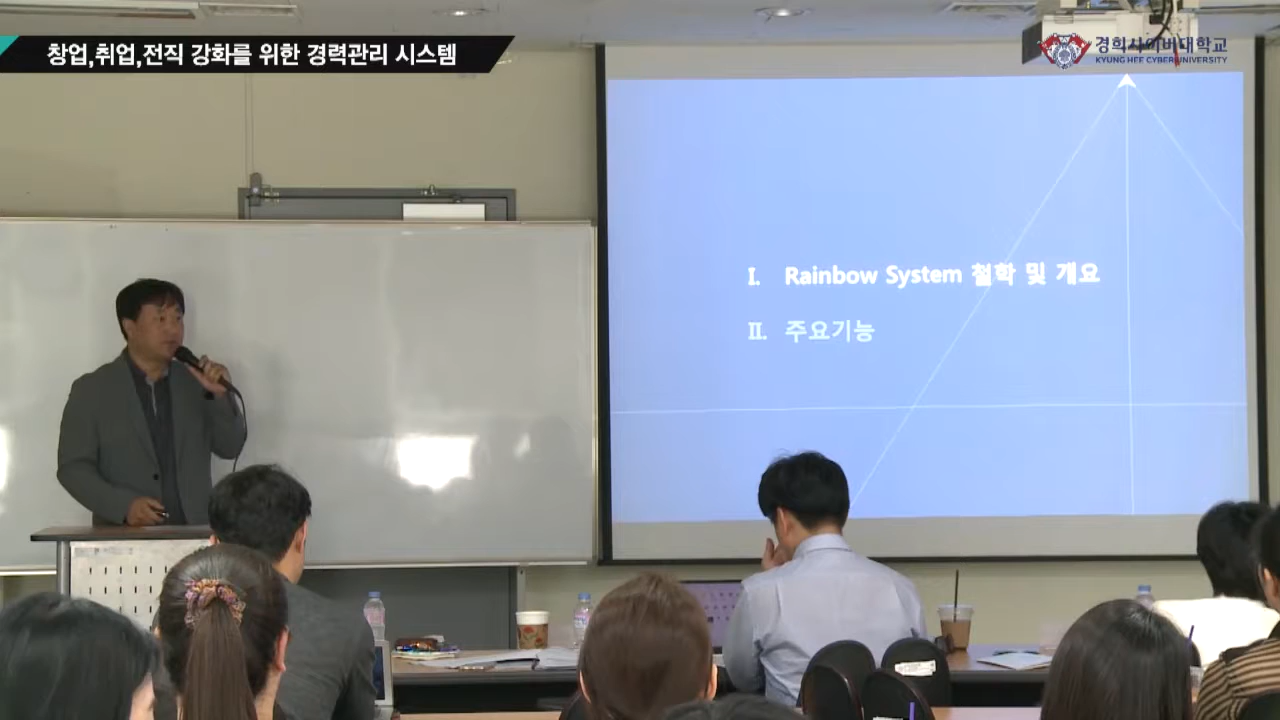 창업,취업,전직 강화를 위한 경력관리 시스템
경희사이버대학교
KYUNG HEE CYBER UNIVERSITY
I. Rainbow System 철학 및 개요
II. 주요기능